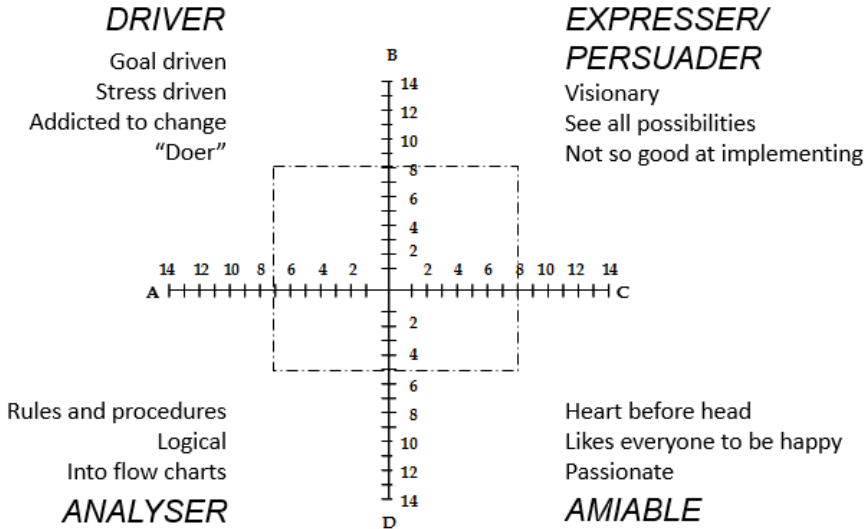 DRIVER
Goal driven
Stress driven
Addicted to change
“Doer”
EXPRESSER/
PERSUADER
Visionary
See all possibilities
Not so good at implementing
B
14
12
10
8
6
4
2
A
14 12 10 8 6 4 2
2 4 6 8 10 12 14
C
2
4
6
8
10
12
14
D
Rules and procedures
Logical
Into flow charts
ANALYSER
Heart before head
Likes everyone to be happy
Passionate
AMIABLE